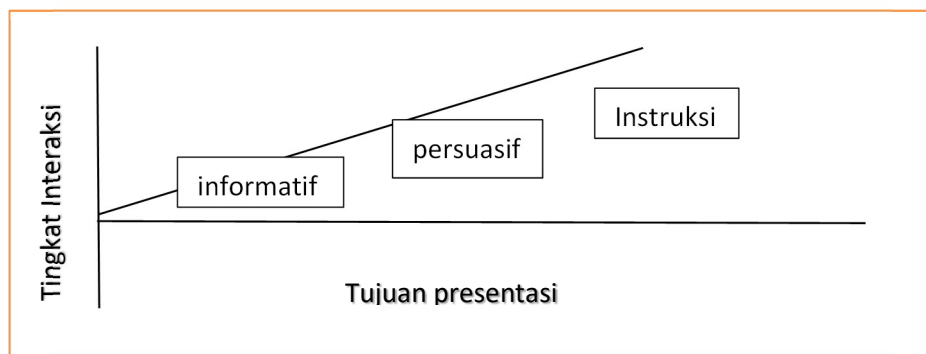 Tingkat Interaksi
informatif
persuasif
Instruksi
Tujuan presentasi